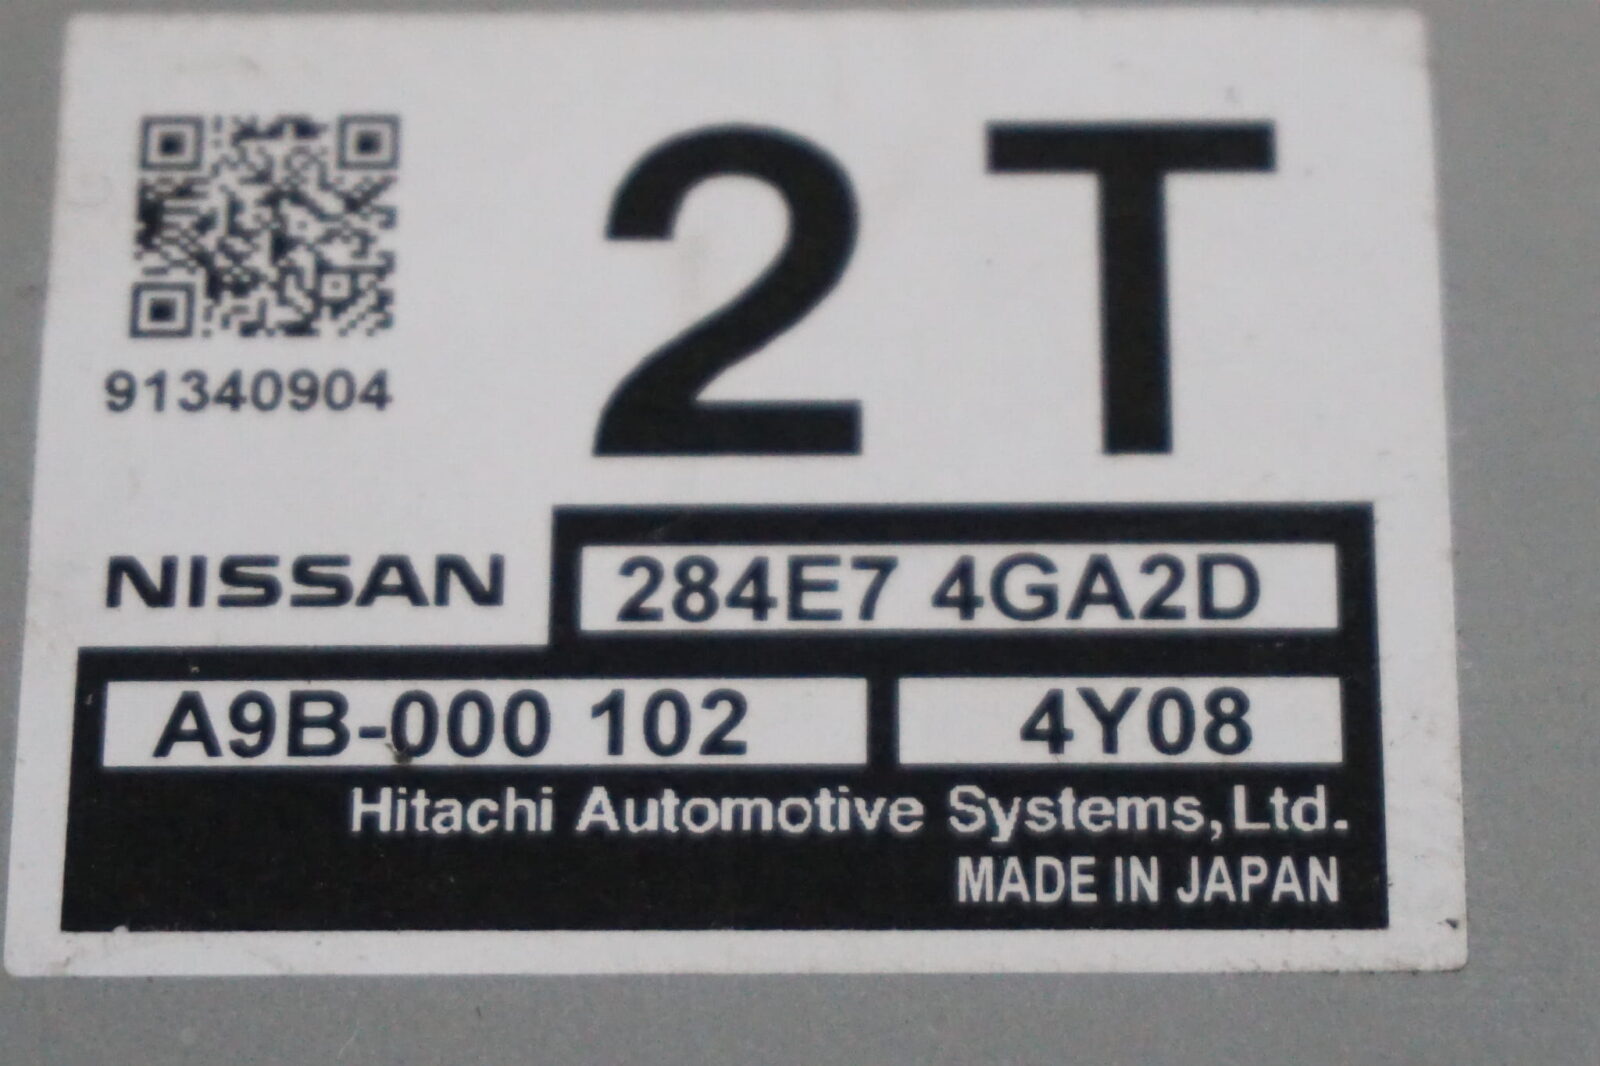 2T
91340904
NISSAN
284E7 4GA2D
A9B-000 102
4Y08
Hitachi Automotive Systems,Ltd.
MADE IN JAPAN